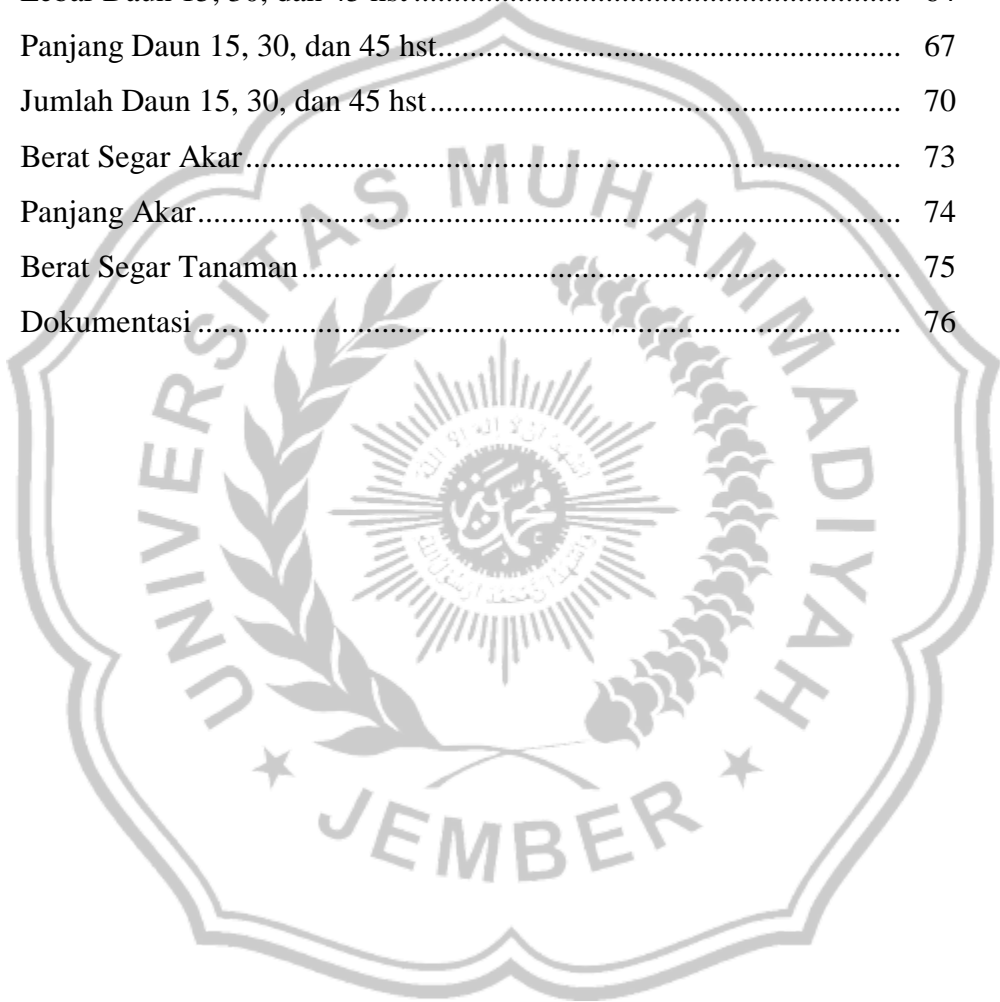 Panjang Daun 15, 30, dan 45 hst.......................................................... 67
Jumlah Daun 15, 30, dan 45 hst........................................................... 70
Berat Segar Akar.................................................................................. 73
Panjang Akar........................................................................................ 74
Berat Segar Tanaman........................................................................... 75
Dokumentasi ........................................................................................ 76
UNIVERSITAS MUHAMMADIYAH
JEMBER